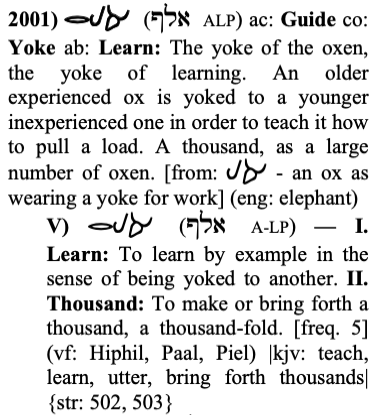 2001) (אלף ALP) ac: Guide co:
Yoke ab: Learn: The yoke of the oxen,
the yoke of learning. An older
experienced ox is yoked to a younger
inexperienced one in order to teach it how
to pull a load. A thousand, as a large
number of oxen. [from: - an ox as
wearing a yoke for work] (eng: elephant)
V) (אלף A-LP) — I.
Learn: To learn by example in the
sense of being yoked to another. II.
Thousand: To make or bring forth a
thousand, a thousand-fold. [freq. 5]
(vf: Hiphil, Paal, Piel) |kjv: teach,
learn, utter, bring forth thousands|
{str: 502, 503}